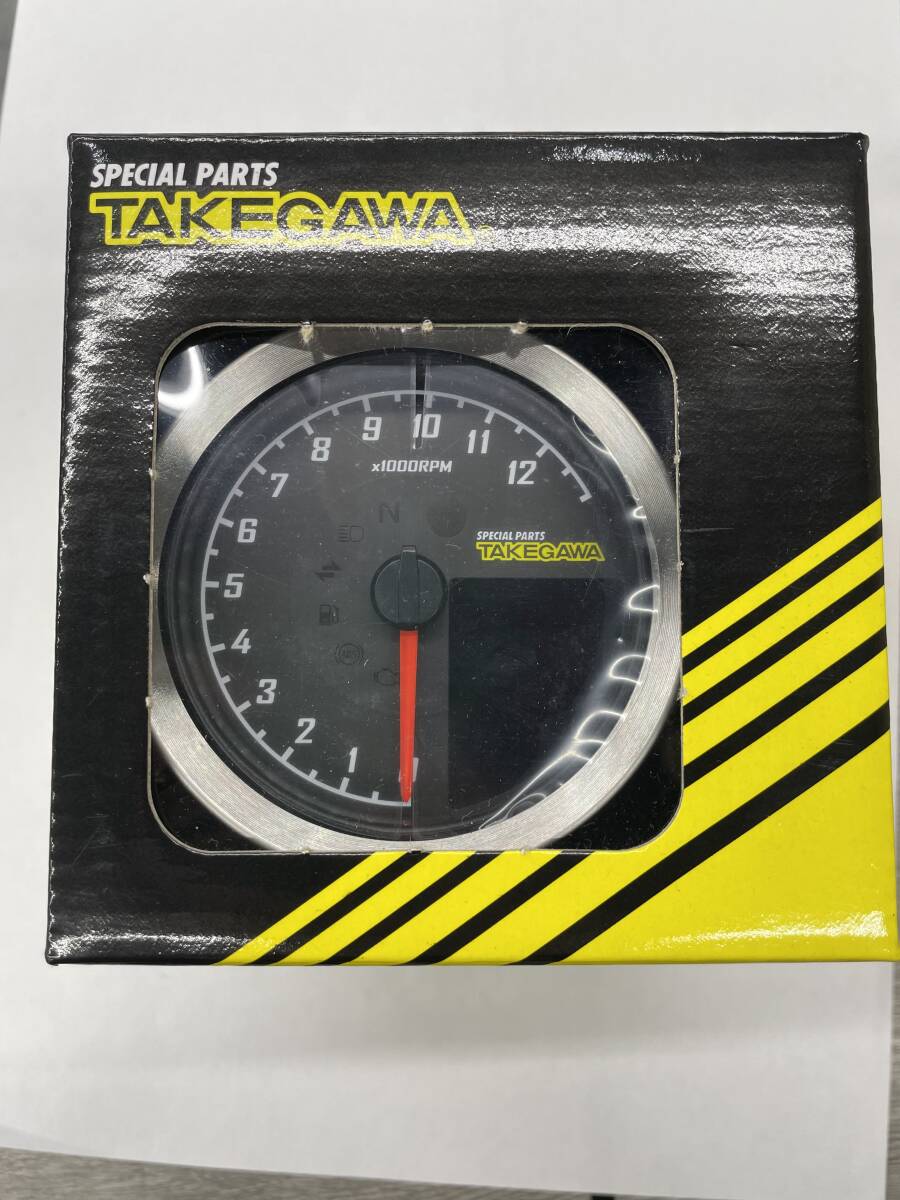 SPECIAL PARTS
TAKEGAWA
9 10 11
8 12
x1000RPM
7
N
6
SPECIAL PARTS
TAKEGAWA
5
ABS
4
3
2
1
0